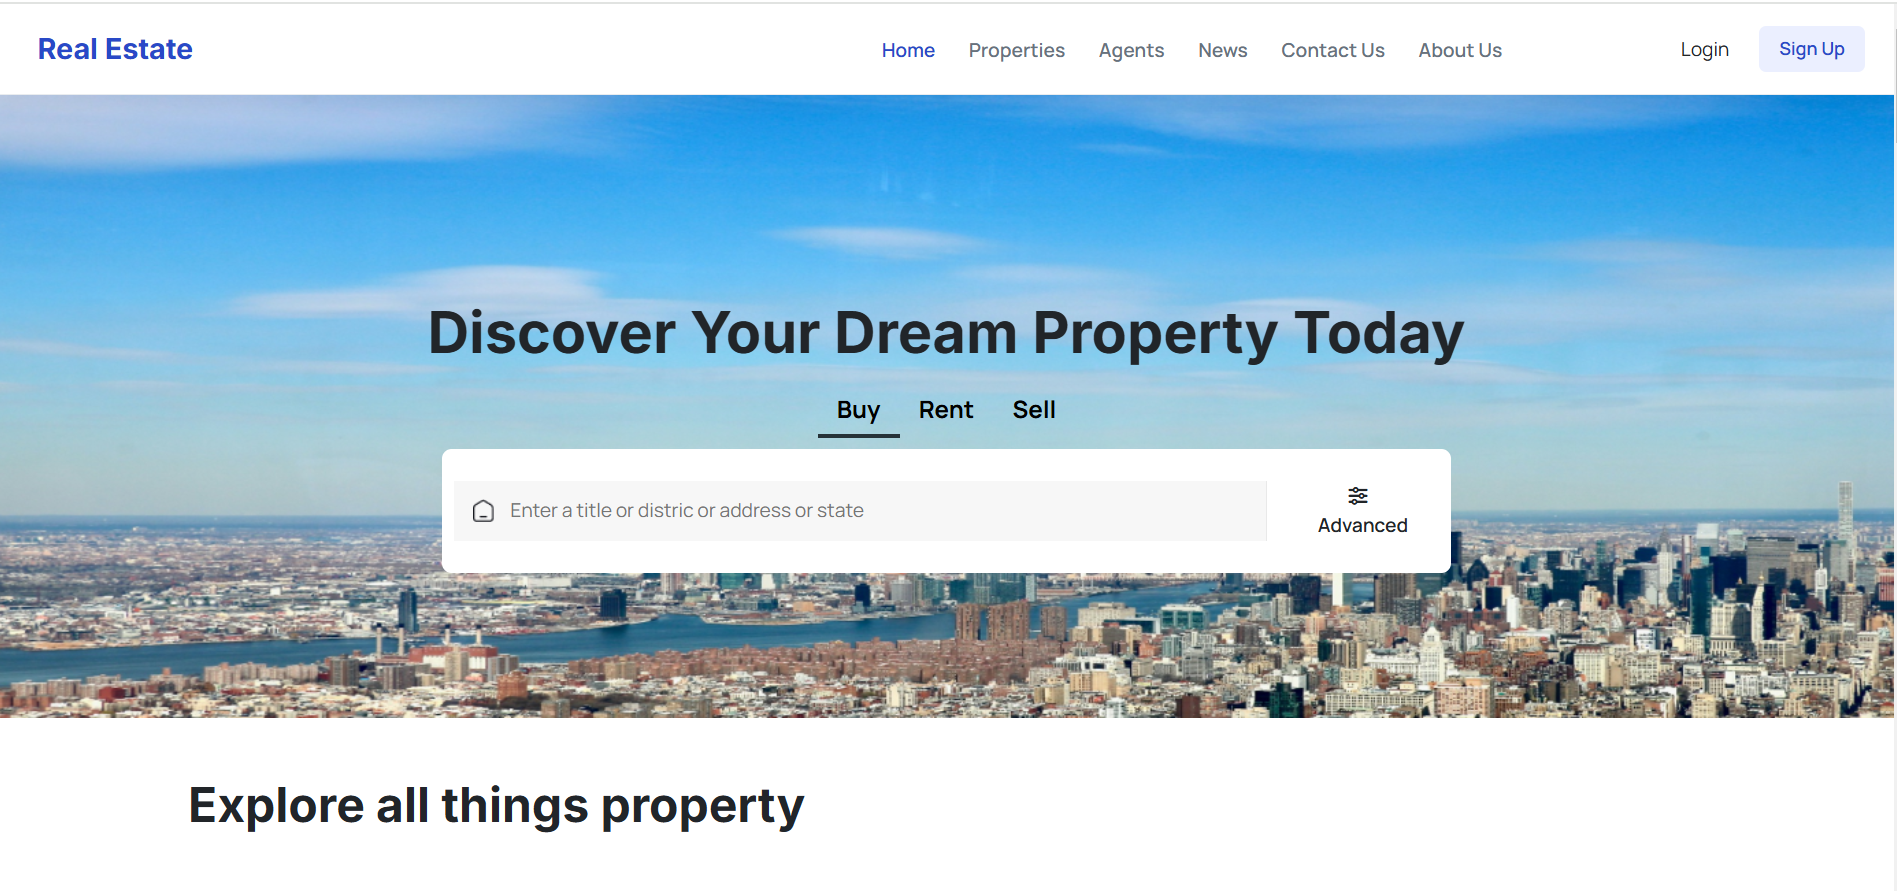 Real Estate
Home Properties Agents News Contact Us About Us
Login Sign Up
Discover Your Dream Property Today
Buy Rent Sell
Enter a title or distric or address or state
Advanced
Explore all things property